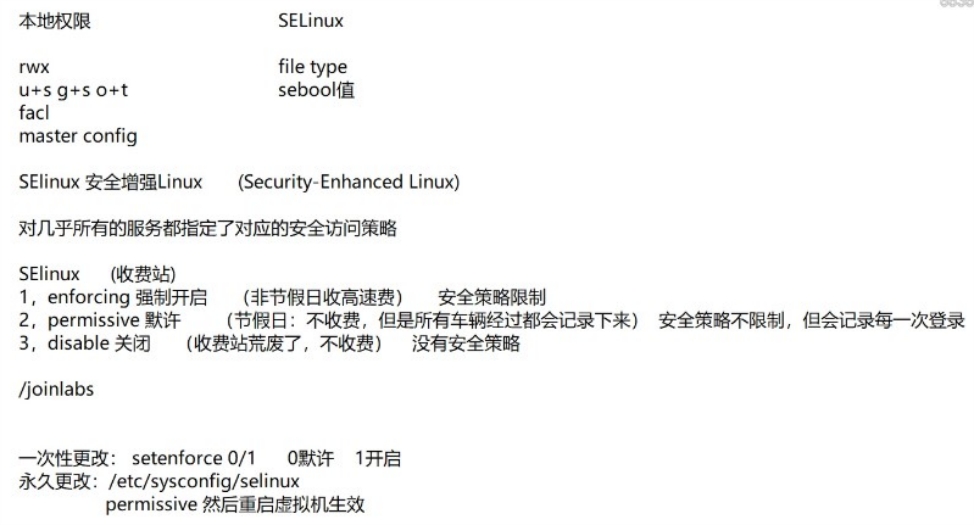 本地权限 SELinux
rwx file type
u+s g+s o+t sebool值
facl
master config
SElinux 安全增强Linux (Security-Enhanced Linux)
对几乎所有的服务都指定了对应的安全访问策略
SElinux (收费站)
1，enforcing 强制开启 （非节假日收高速费） 安全策略限制
2，permissive 默许 （节假日：不收费，但是所有车辆经过都会记录下来） 安全策略不限制，但会记录每一次登录
3，disable 关闭 （收费站荒废了，不收费） 没有安全策略
/joinlabs
一次性更改： setenforce 0/1 0默许 1开启
永久更改：/etc/sysconfig/selinux
permissive 然后重启虚拟机生效